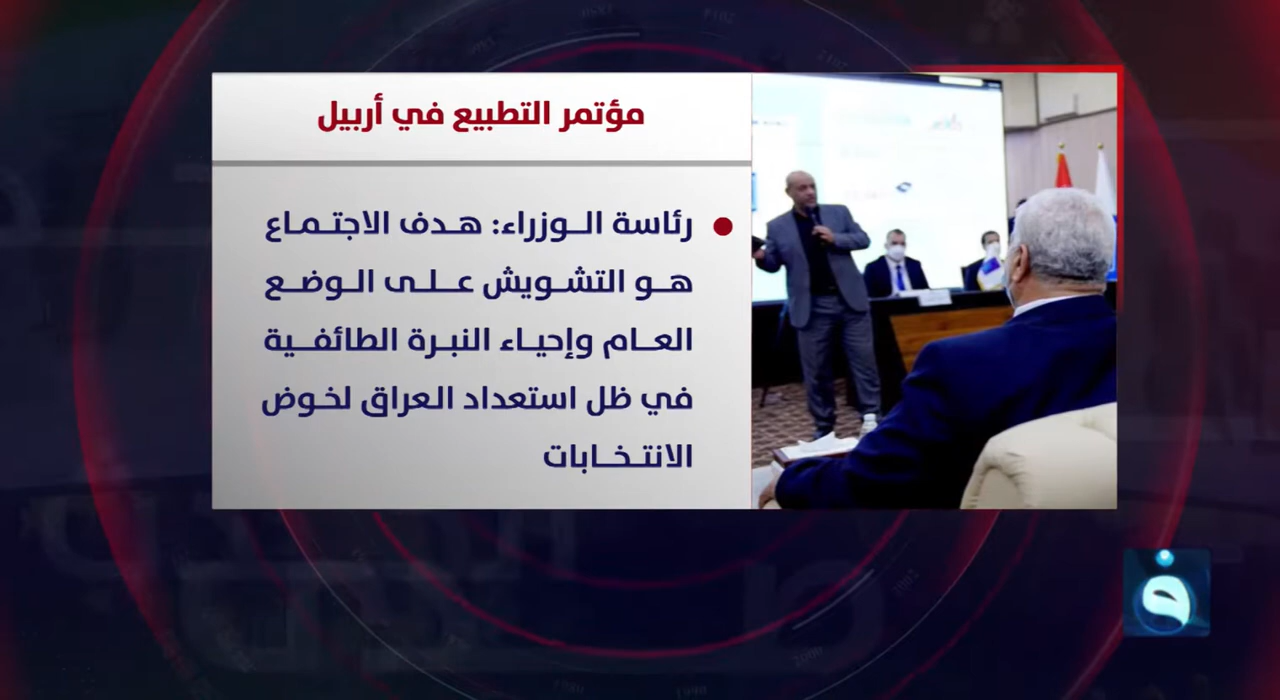 مؤتمر التطبيع في أربيل
رئاسة الوزراء: هدف الاجتماع
هو التشويش على الوضع
العام وإحياء النبرة الطائفية
في ظل استعداد العراق لخوض
الانتخابات